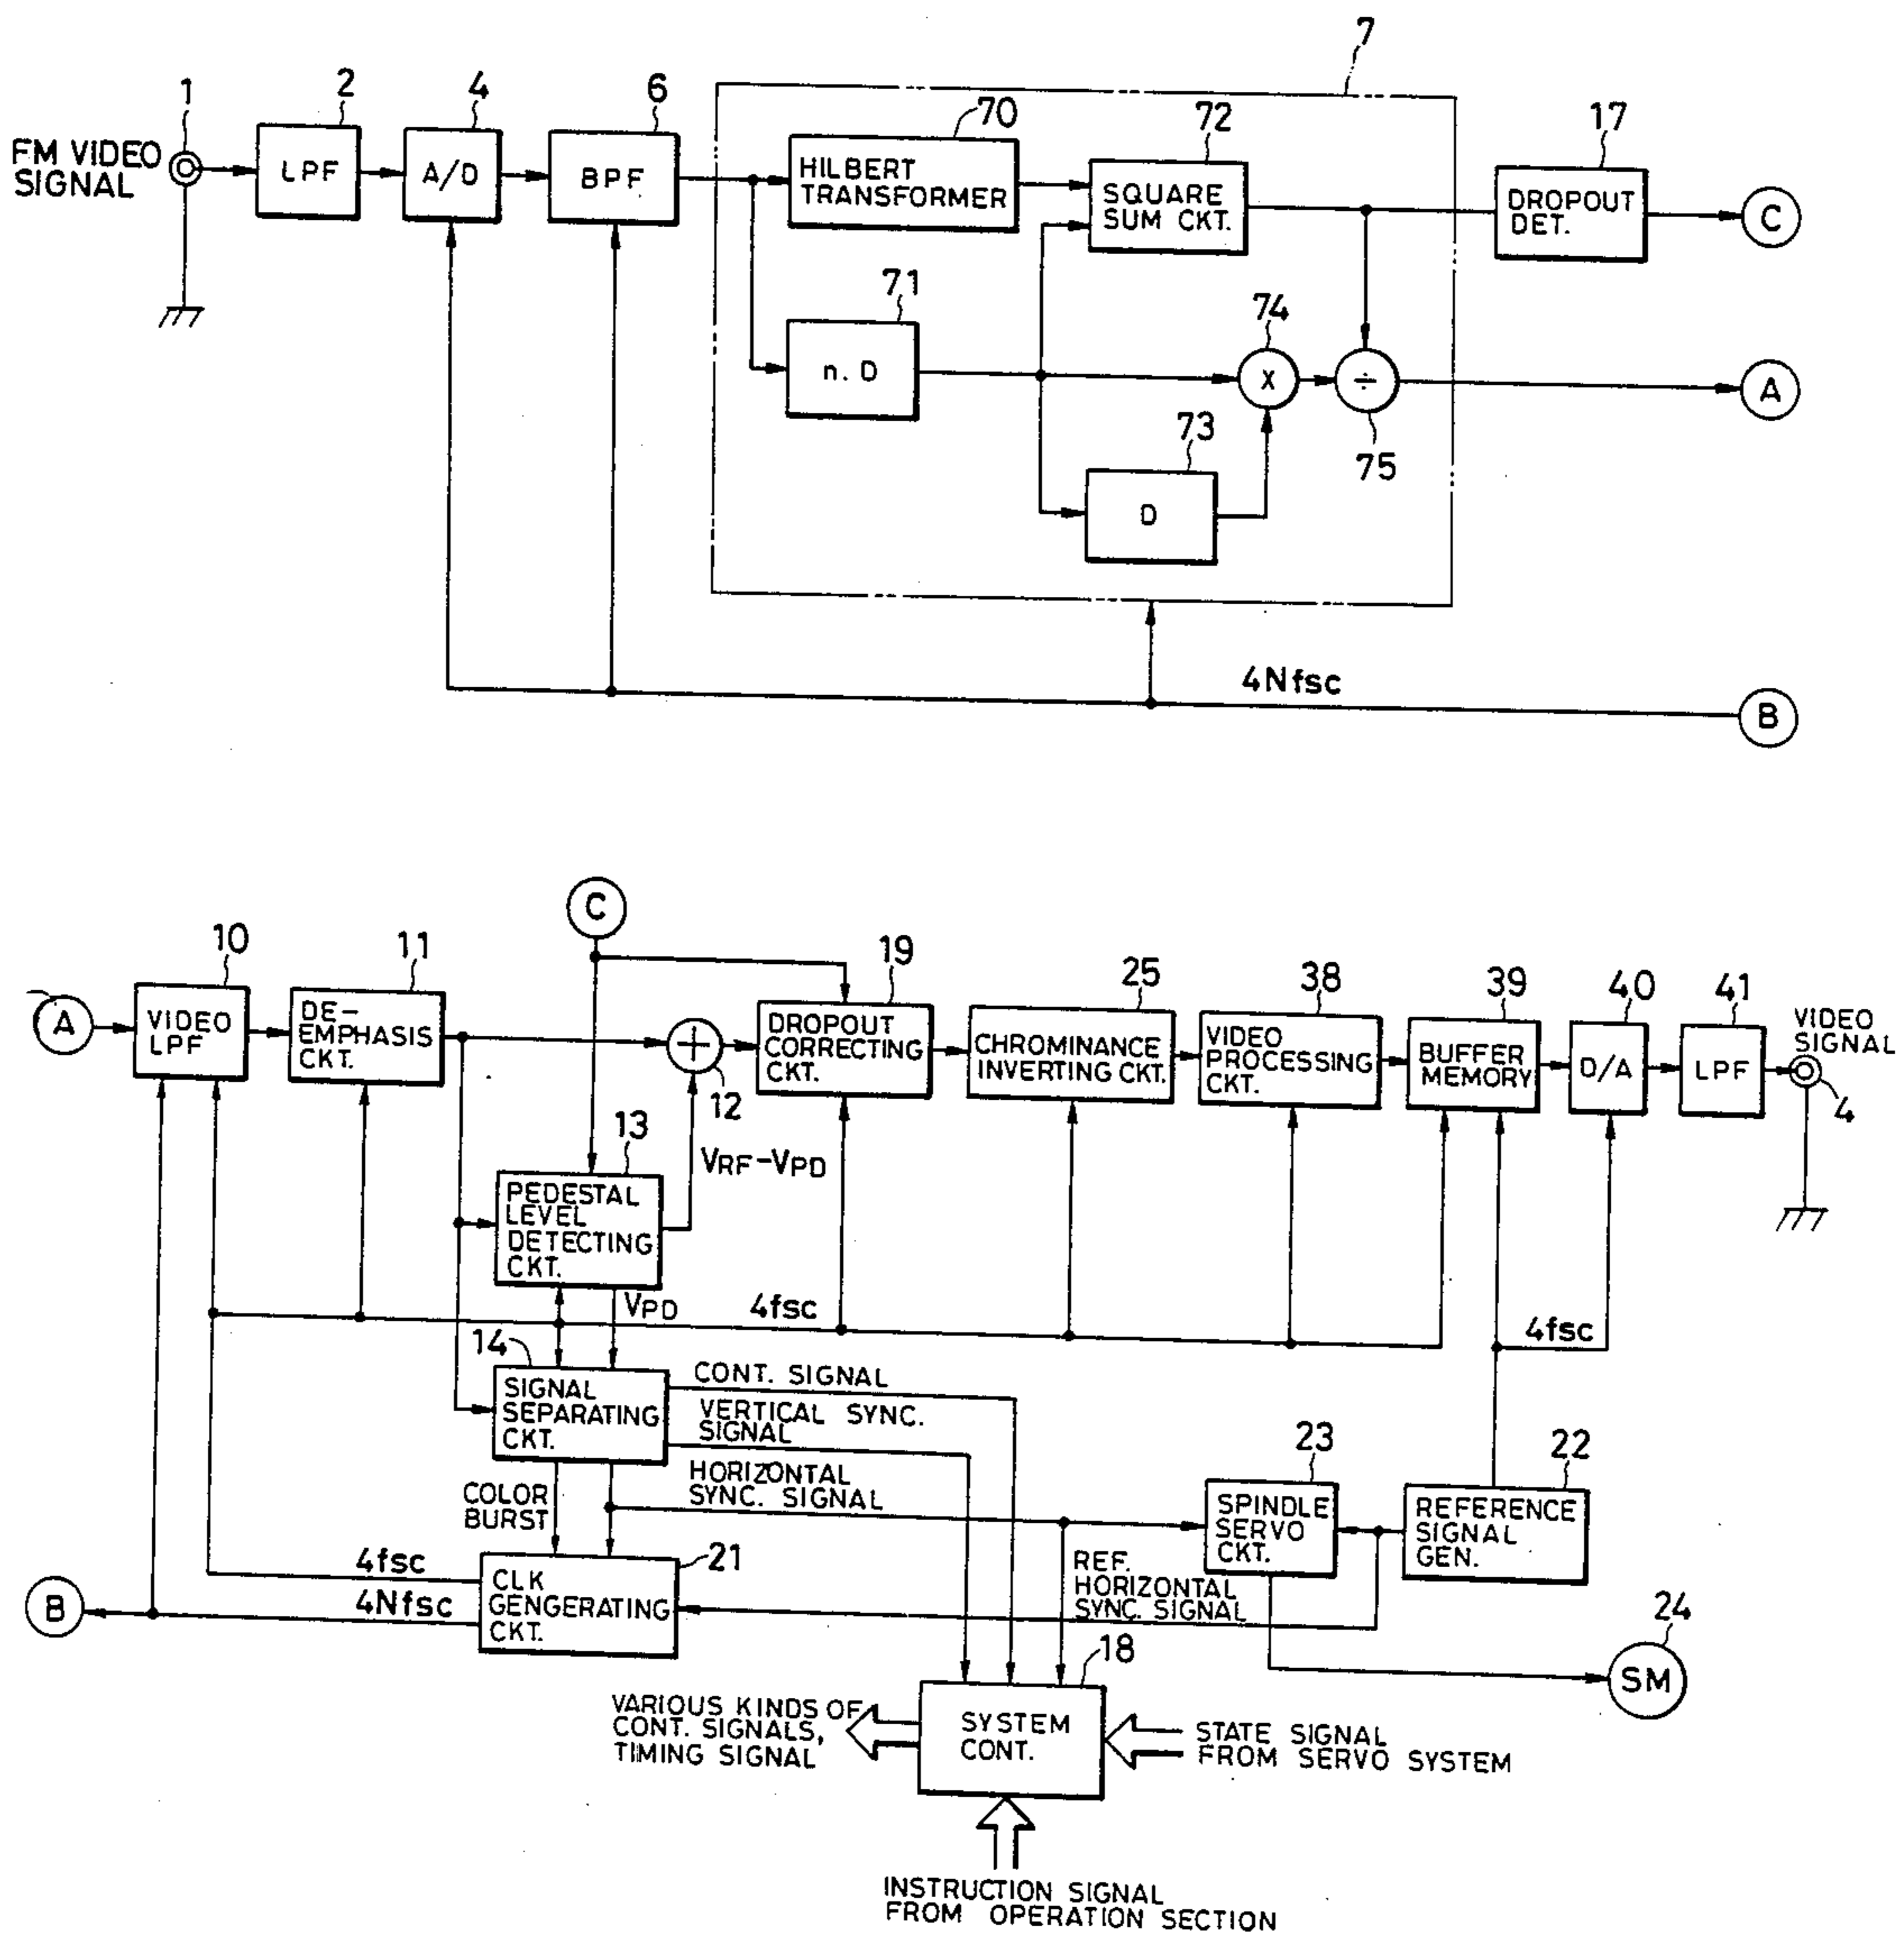 7
1
2
4
6
70
72
17
FM VIDEO
SIGNAL
LPF
A/D
BPF
HILBERT
TRANSFORMER
SQUARE
SUM CKT.
DROPOUT
DET.
C
71
n.D
74
X
÷
A
73
75
D
4Nfsc
B
C
10
11
19
25
38
39
40
41
A
VIDEO
LPF
DE-
EMPHASIS
CKT.
+
12
DROPOUT
CORRECTING
CKT.
CHROMINANCE
INVERTING CKT.
VIDEO
PROCESSING
CKT.
BUFFER
MEMORY
D/A
LPF
VIDEO
SIGNAL
4
13
VRF-VPD
PEDESTAL
LEVEL
DETECTING
CKT.
VPD
4fsc
4fsc
14
SIGNAL
SEPARATING
CKT.
CONT. SIGNAL
VERTICAL SYNC.
SIGNAL
HORIZONTAL
SYNC. SIGNAL
COLOR
BURST
23
SPINDLE
SERVO
CKT.
22
REFERENCE
SIGNAL
GEN.
21
4fsc
4Nfsc
CLK
GENGERATING
CKT.
B
REF.
HORIZONTAL
SYNC. SIGNAL
24
SM
18
SYSTEM
CONT.
VARIOUS KINDS OF
CONT. SIGNALS,
TIMING SIGNAL
STATE SIGNAL
FROM SERVO SYSTEM
INSTRUCTION SIGNAL
FROM OPERATION SECTION